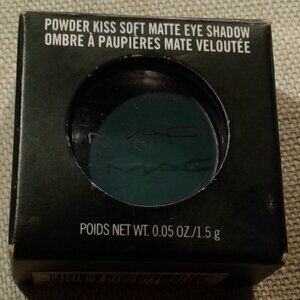 POWDER KISS SOFT MATTE EYE SHADOW
OMBRE À PAUPIÈRES MATE VELOUTÉE
MAC
MAC
POIDS NET WT. 0.05 OZ./1.5 g